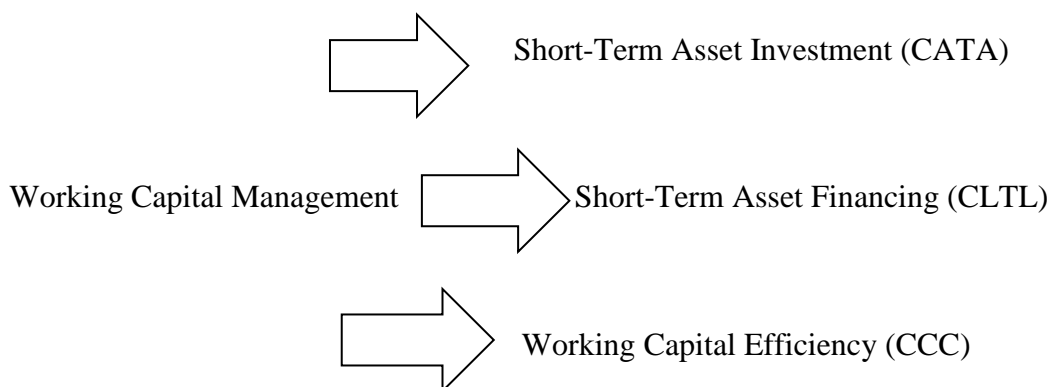 Short-Term Asset Investment (CATA)
Working Capital Management
Short-Term Asset Financing (CLTL)
Working Capital Efficiency (CCC)